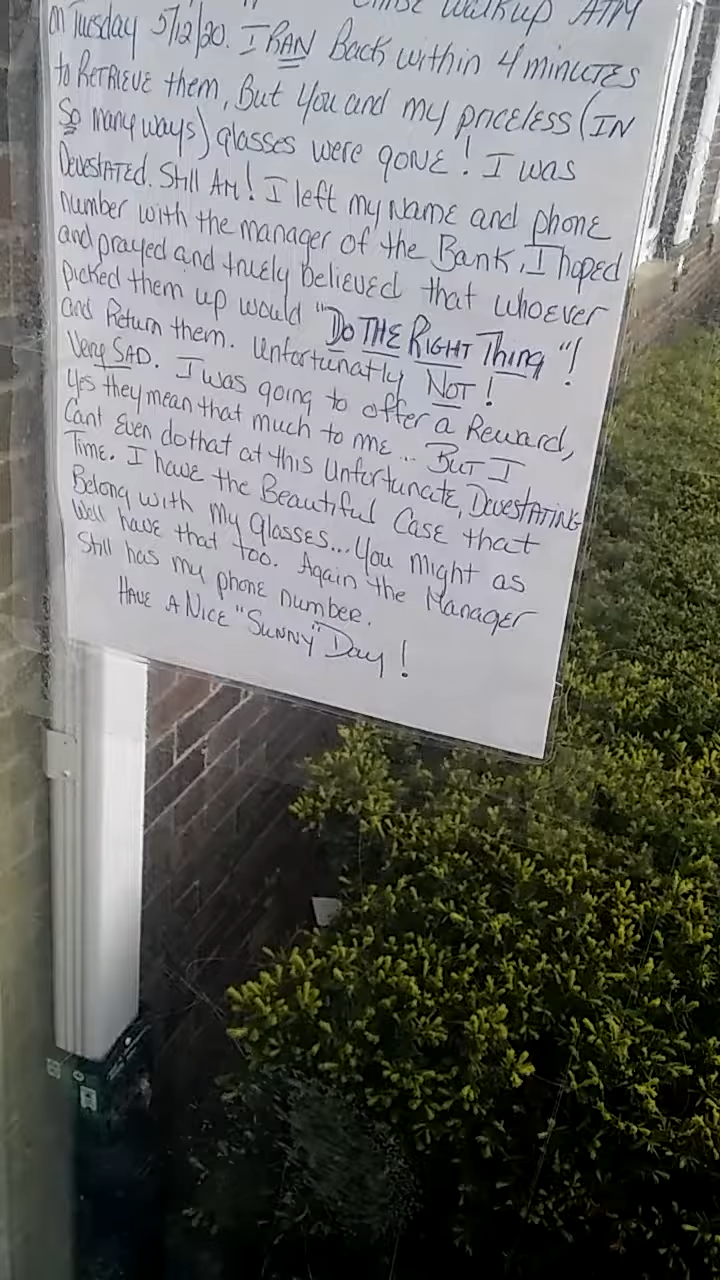 Walkup ATM
on Tuesday 5/12/20. I RAN Back within 4 minutes
to Retrieve them, But you and my priceless (IN
So many ways) glasses were gone! I was
Devestated. Still AM! I left my Name and phone
number with the manager of the Bank, I hoped
and prayed and truely believed that whoever
picked them up would "Do THE RIGHT Thing"!
and Return them. Unfortunatly NOT!
Very SAD. I was going to offer a Reward,
Yes they mean that much to me... But I
Cant Even do that at this Unfortunate, Devestating
Time. I have the Beautiful Case that
Belong with my glasses... You might as
Well have that too. Again the Manager
Still has my phone number.
HAVE A Nice "SUNNY" Day!